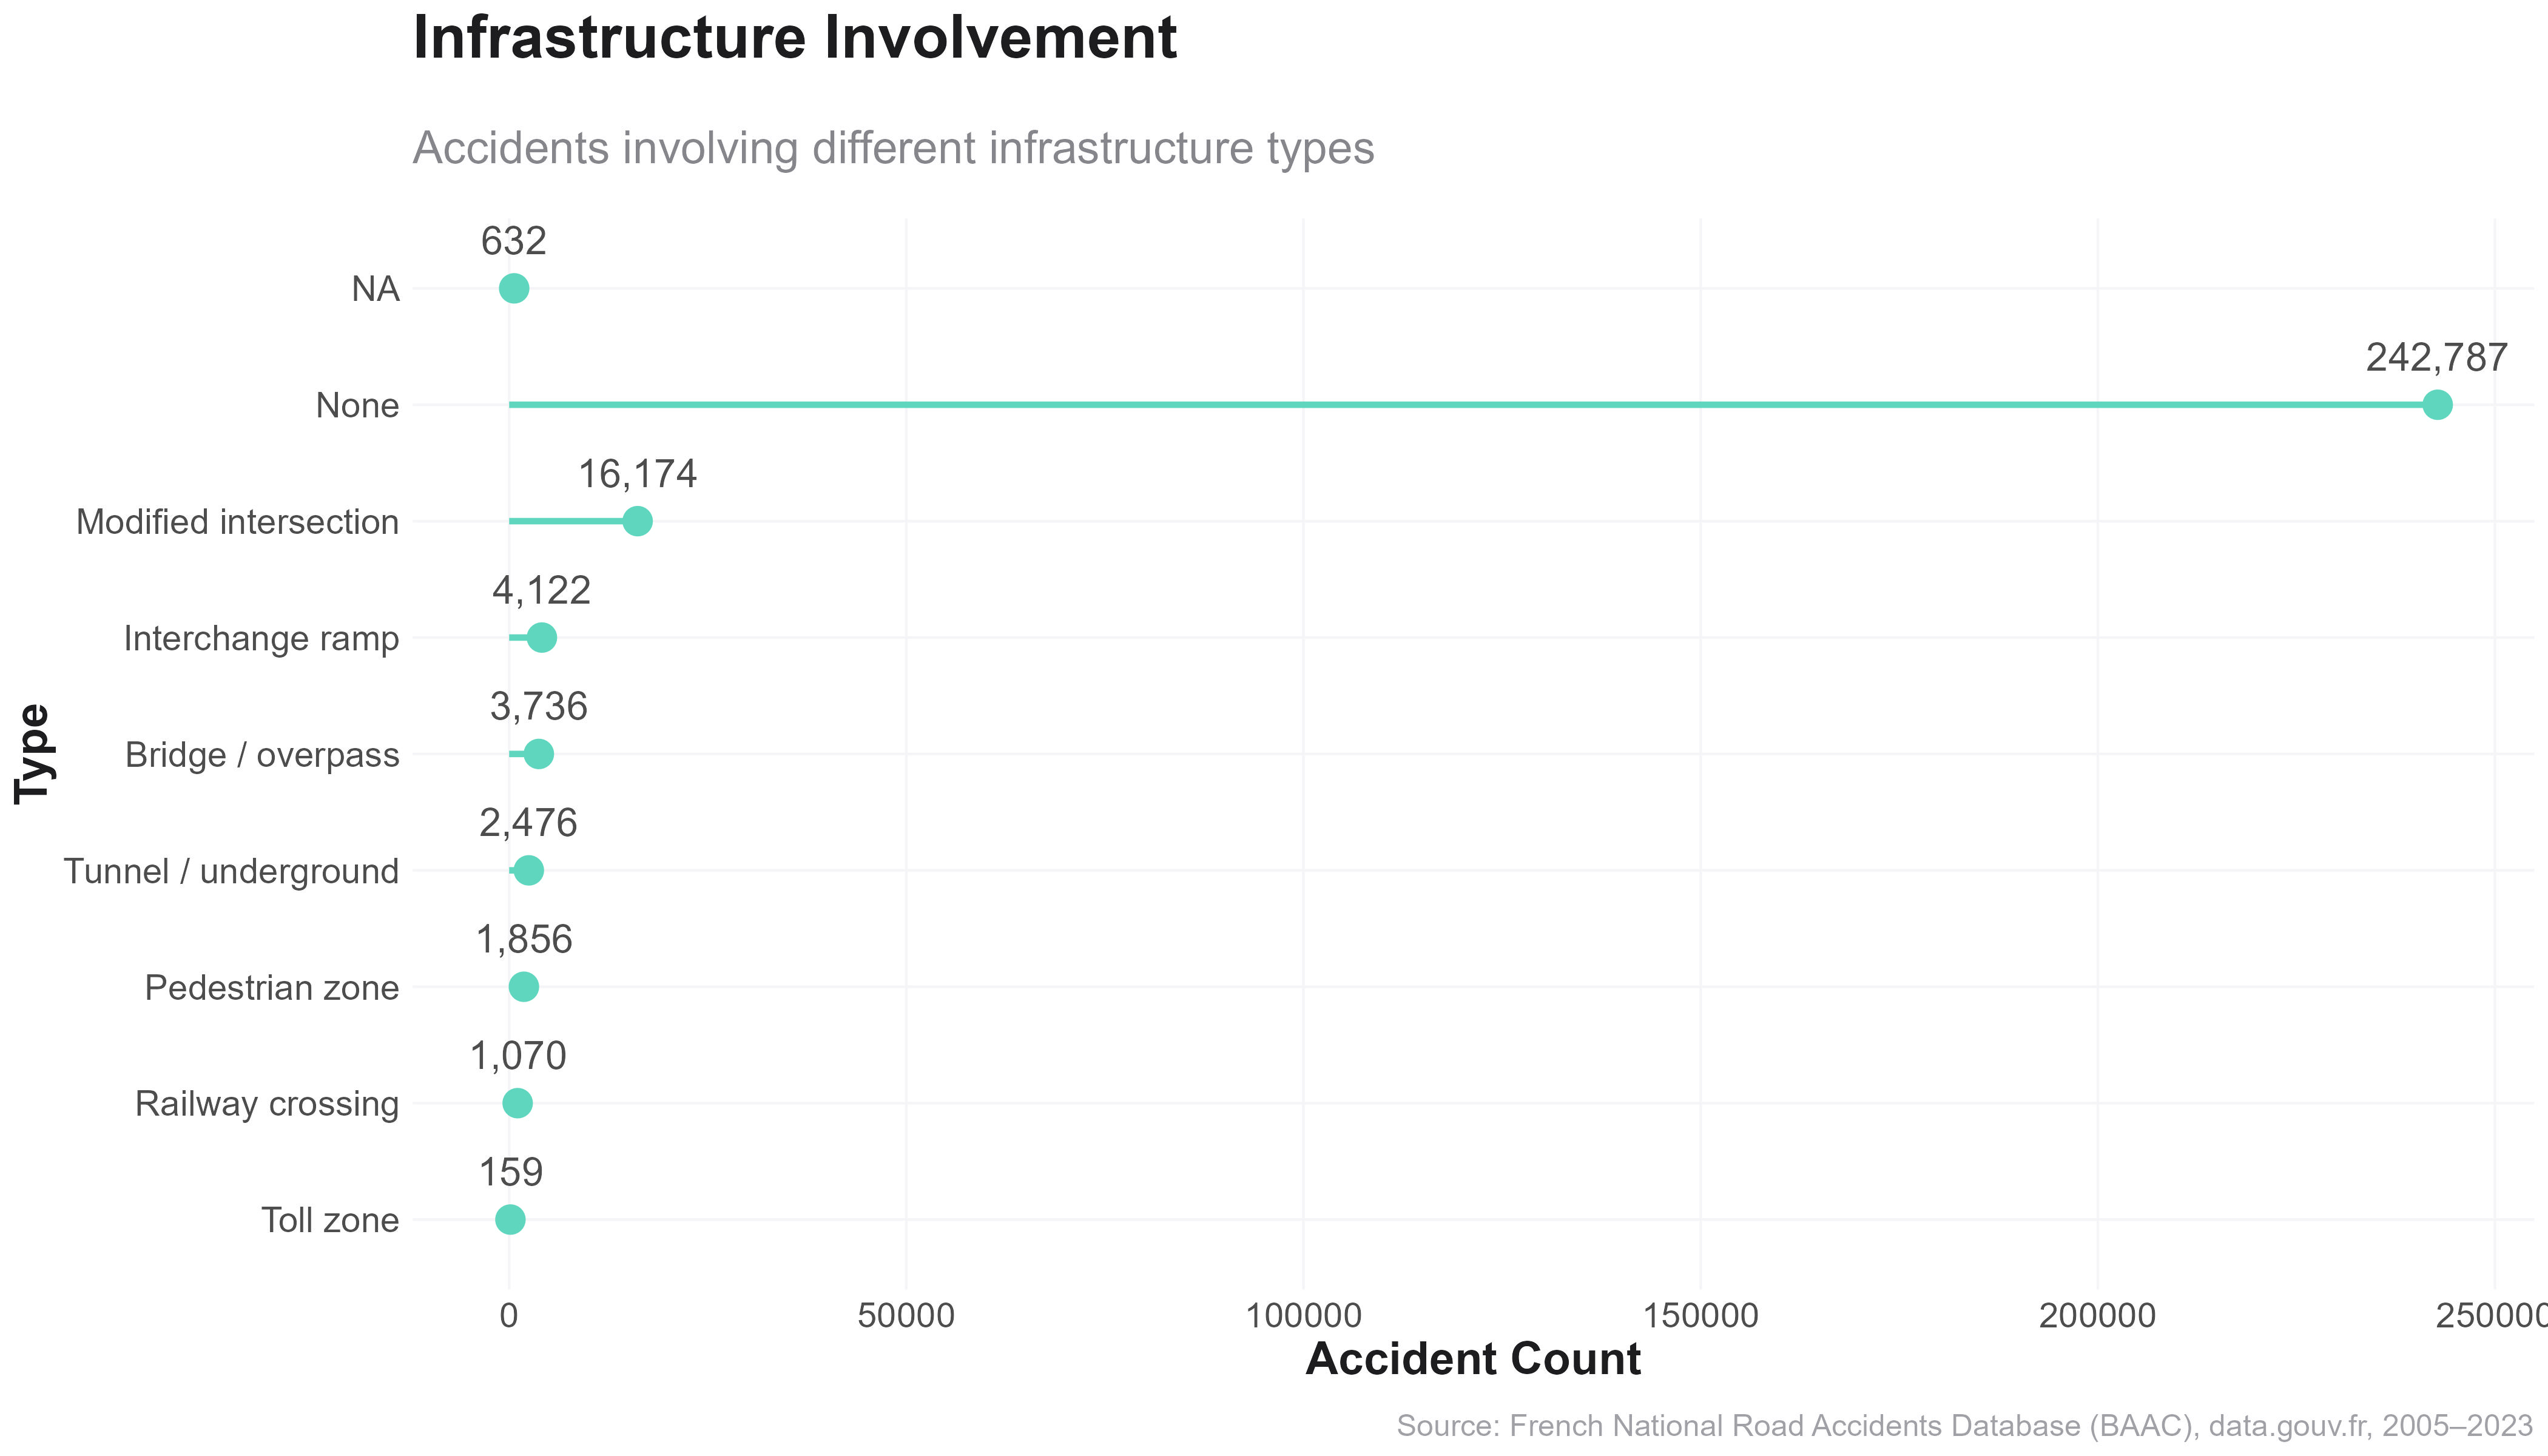 Infrastructure Involvement
Accidents involving different infrastructure types
632
NA
242,787
None
16,174
Modified intersection
4,122
Interchange ramp
3,736
Bridge / overpass
2,476
Tunnel / underground
1,856
Pedestrian zone
1,070
Railway crossing
159
Toll zone
Type
0 50000 100000 150000 200000 250000
Accident Count
Source: French National Road Accidents Database (BAAC), data.gouv.fr, 2005–2023